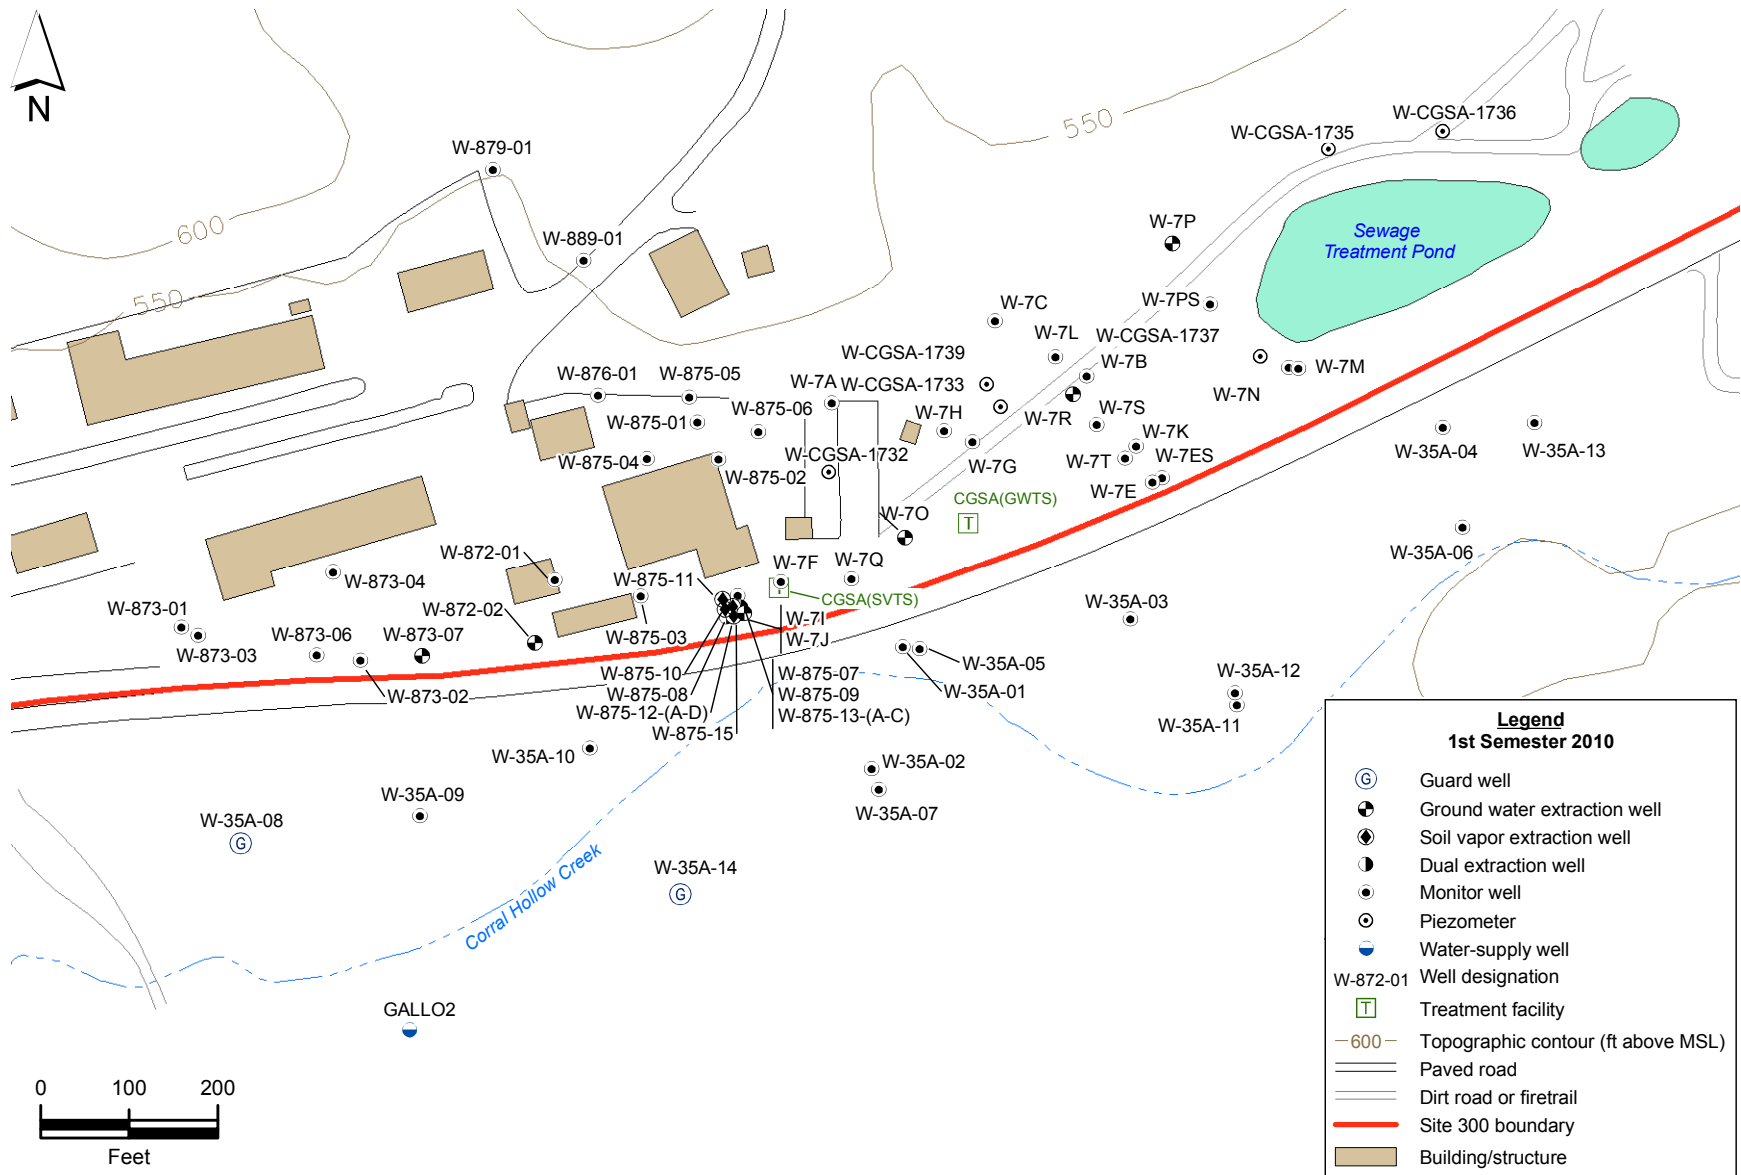 N
W-879-01
600
W-889-01
550
550
W-CGSA-1735
W-CGSA-1736
W-7P
Sewage
Treatment Pond
W-7C
W-7PS
W-7L
W-CGSA-1737
W-CGSA-1739
W-7B
W-7M
W-7N
W-876-01
W-875-05
W-7A
W-CGSA-1733
W-7R
W-7S
W-875-01
W-875-06
W-7H
W-7K
W-35A-04
W-35A-13
W-875-04
W-875-02
W-CGSA-1732
W-7G
W-7T
W-7ES
W-7E
CGSA(GWTS)
T
W-7O
W-35A-06
W-872-01
W-875-11
W-7F
W-7Q
CGSA(SVTS)
W-873-04
W-873-01
W-873-03
W-873-06
W-873-07
W-872-02
W-875-03
W-7I
W-7J
W-35A-03
W-873-02
W-875-10
W-875-08
W-875-12-(A-D)
W-875-15
W-875-07
W-875-09
W-875-13-(A-C)
W-35A-05
W-35A-01
W-35A-12
W-35A-11
W-35A-10
W-35A-02
W-35A-07
W-35A-09
W-35A-08
G
W-35A-14
G
Corral Hollow Creek
GALLO2
0 100 200
Feet
Legend
1st Semester 2010
G Guard well
Ground water extraction well
Soil vapor extraction well
Dual extraction well
Monitor well
Piezometer
Water-supply well
W-872-01 Well designation
T Treatment facility
600 Topographic contour (ft above MSL)
Paved road
Dirt road or firetrail
Site 300 boundary
Building/structure